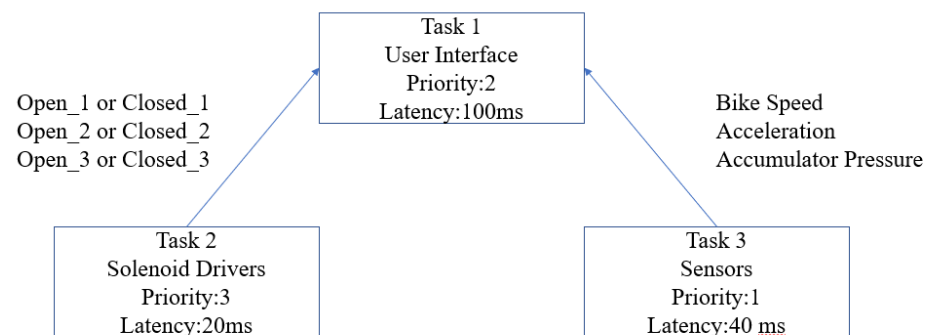 Task 1
User Interface
Priority:2
Latency:100ms
Open_1 or Closed_1
Open_2 or Closed_2
Open_3 or Closed_3
Bike Speed
Acceleration
Accumulator Pressure
Task 2
Solenoid Drivers
Priority:3
Latency:20ms
Task 3
Sensors
Priority:1
Latency:40 ms